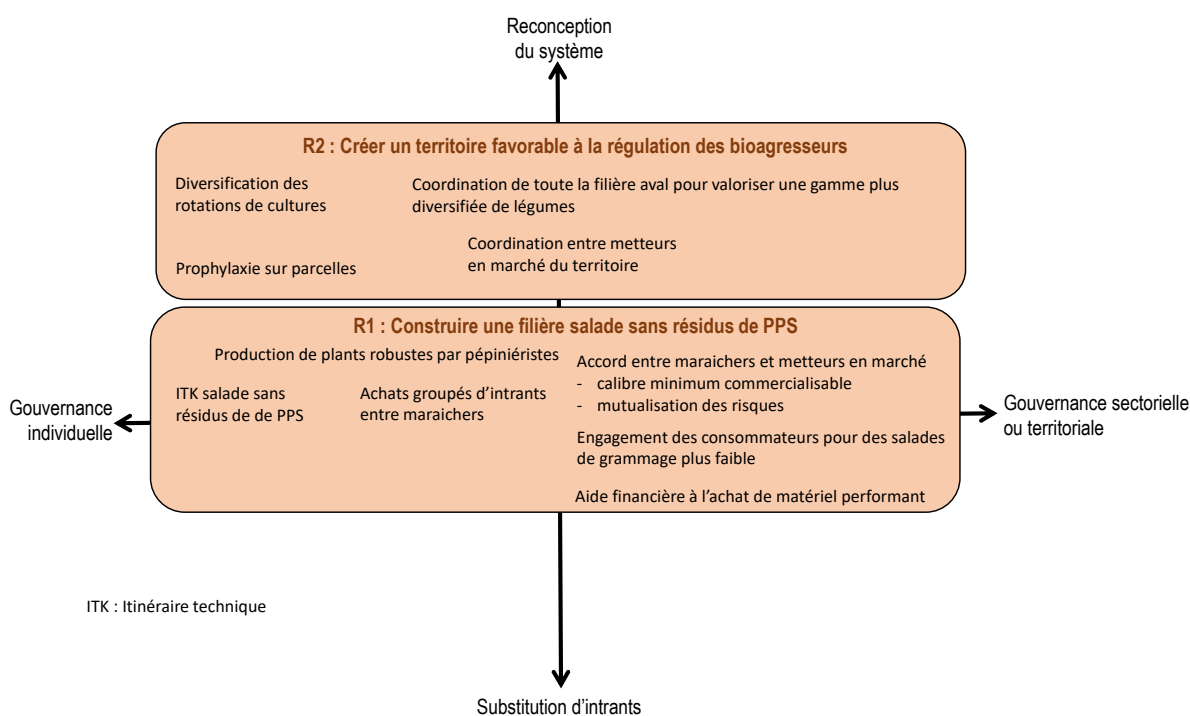 Reconception
du système
R2 : Créer un territoire favorable à la régulation des bioagresseurs
Diversification des
rotations de cultures
Coordination de toute la filière aval pour valoriser une gamme plus
diversifiée de légumes
Coordination entre metteurs
en marché du territoire
Prophylaxie sur parcelles
R1 : Construire une filière salade sans résidus de PPS
Production de plants robustes par pépiniéristes
ITK salade sans
résidus de de PPS
Achats groupés d’intrants
entre maraichers
Accord entre maraichers et metteurs en marché
- calibre minimum commercialisable
- mutualisation des risques
Engagement des consommateurs pour des salades
de grammage plus faible
Aide financière à l’achat de matériel performant
Gouvernance
individuelle
Gouvernance sectorielle
ou territoriale
ITK : Itinéraire technique
Substitution d’intrants